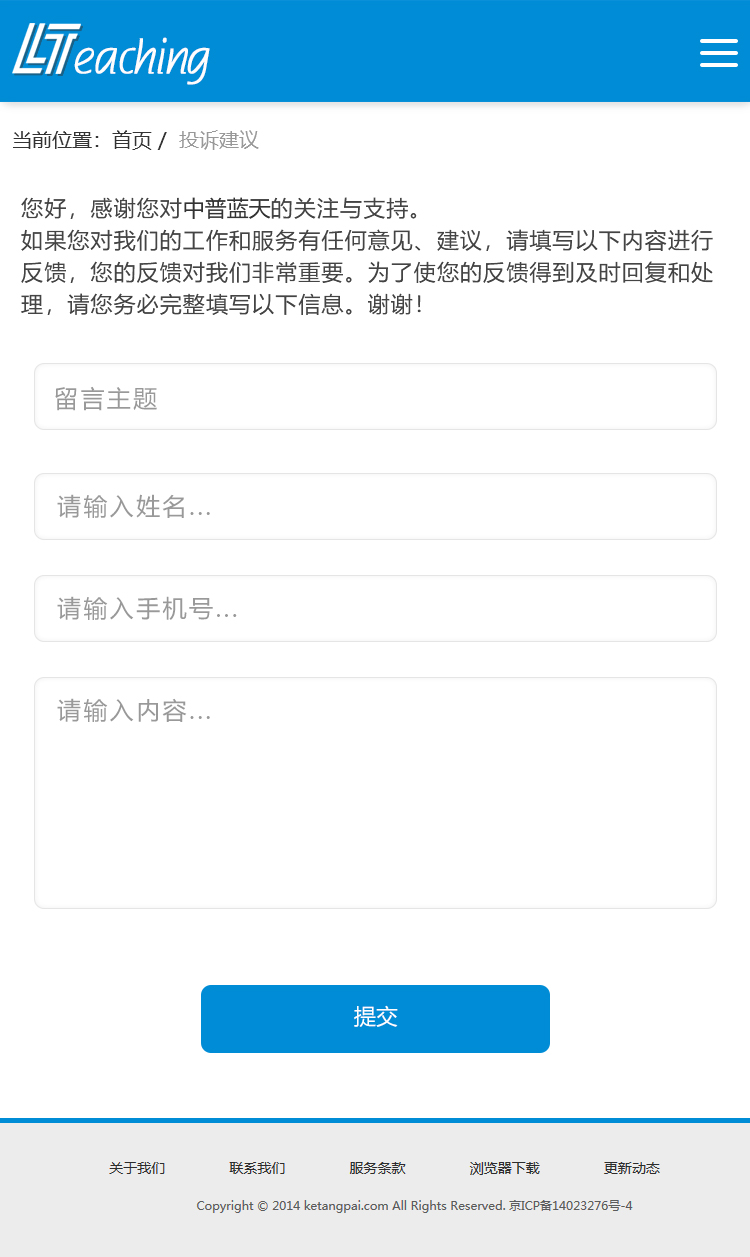 LTeaching
当前位置：首页 / 投诉建议
您好，感谢您对中普蓝天的关注与支持。
如果您对我们的工作和服务有任何意见、建议，请填写以下内容进行
反馈，您的反馈对我们非常重要。为了使您的反馈得到及时回复和处
理，请您务必完整填写以下信息。谢谢！
留言主题
请输入姓名...
请输入手机号...
请输入内容...
提交
关于我们 联系我们 服务条款 浏览器下载 更新动态
Copyright © 2014 ketangpai.com All Rights Reserved. 京ICP备14023276号-4